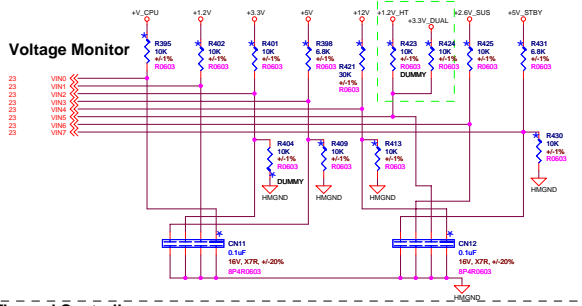 +V_CPU +1.2V +3.3V +5V +12V +1.2V_HT +3.3V_DUAL +2.6V_SUS +5V_STBY
Voltage Monitor
R395
10K
+/-1%
R0603
R402
10K
+/-1%
R0603
R401
10K
+/-1%
R0603
R398
6.8K
+/-1%
R0603
R421
30K
+/-1%
R0603
R423
10K
+/-1%
R0603
DUMMY
R424
10K
+/-1%
R0603
R425
10K
+/-1%
R0603
R431
6.8K
+/-1%
R0603
23 VIN0
23 VIN1
23 VIN2
23 VIN3
23 VIN4
23 VIN5
23 VIN6
23 VIN7
R404
10K
+/-1%
R0603
DUMMY
HMGND
R409
10K
+/-1%
R0603
HMGND
R413
10K
+/-1%
R0603
HMGND
R430
10K
+/-1%
R0603
HMGND
CN11
0.1uF
16V, X7R, +/-20%
8P4R0603
CN12
0.1uF
16V, X7R, +/-20%
8P4R0603
HMGND